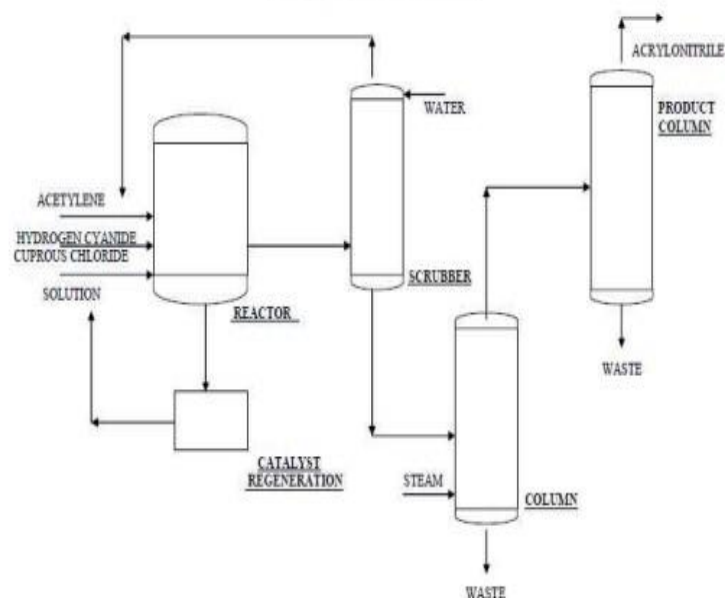 ACRYLONITRILE
PRODUCT
COLUMN
WATER
ACETYLENE
HYDROGEN CYANIDE
CUPROUS CHLORIDE
SOLUTION
SCRUBBER
REACTOR
WASTE
CATALYST
REGENERATION
STEAM
COLUMN
WASTE